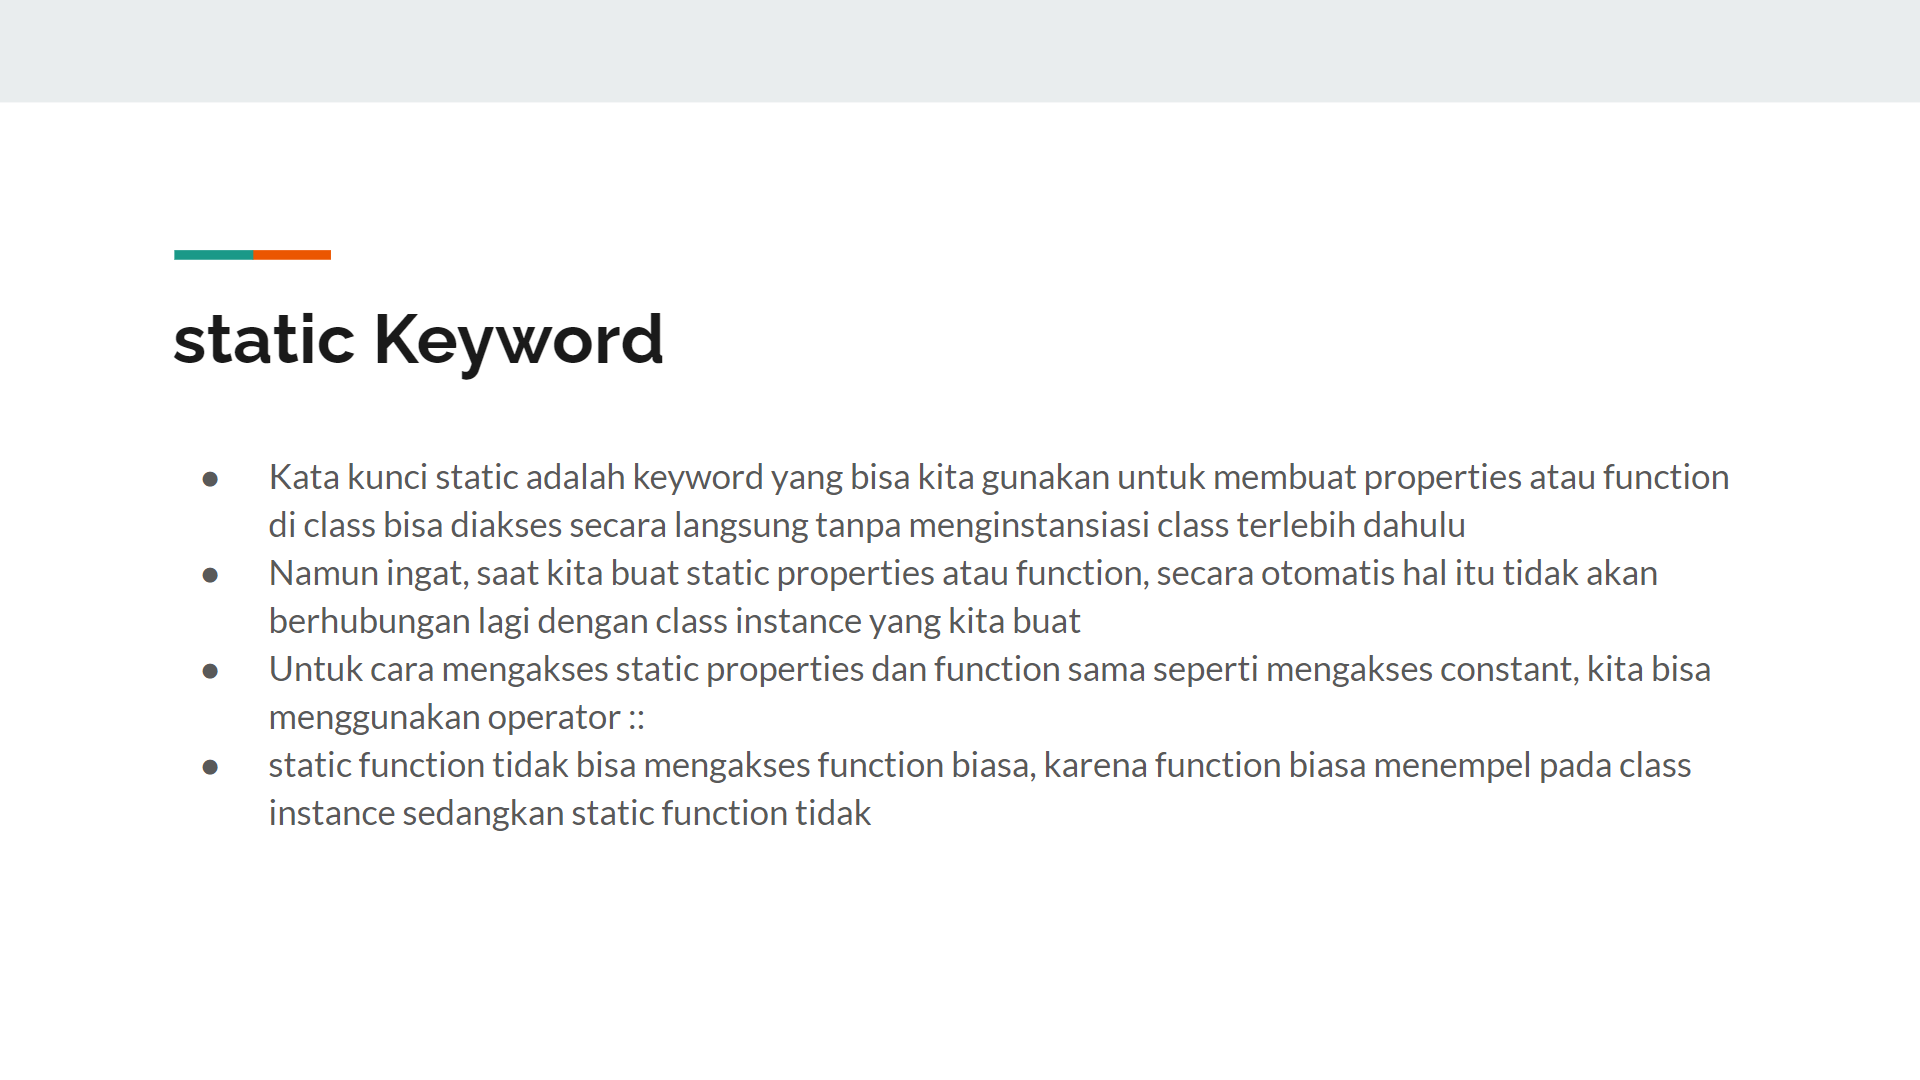 static Keyword
● Kata kunci static adalah keyword yang bisa kita gunakan untuk membuat properties atau function
di class bisa diakses secara langsung tanpa menginstansiasi class terlebih dahulu
● Namun ingat, saat kita buat static properties atau function, secara otomatis hal itu tidak akan
berhubungan lagi dengan class instance yang kita buat
● Untuk cara mengakses static properties dan function sama seperti mengakses constant, kita bisa
menggunakan operator ::
● static function tidak bisa mengakses function biasa, karena function biasa menempel pada class
instance sedangkan static function tidak